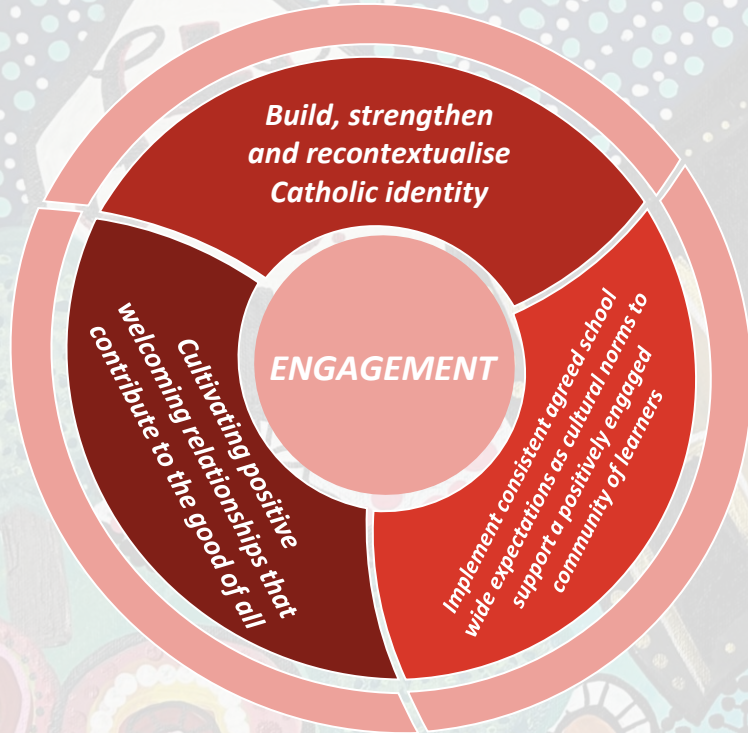 Build, strengthen
and recontextualise
Catholic identity
ENGAGEMENT
Implement consistent agreed school
wide expectations as cultural norms to
support a positively engaged
community of learners
Cultivating positive
welcoming relationships that
contribute to the good of all